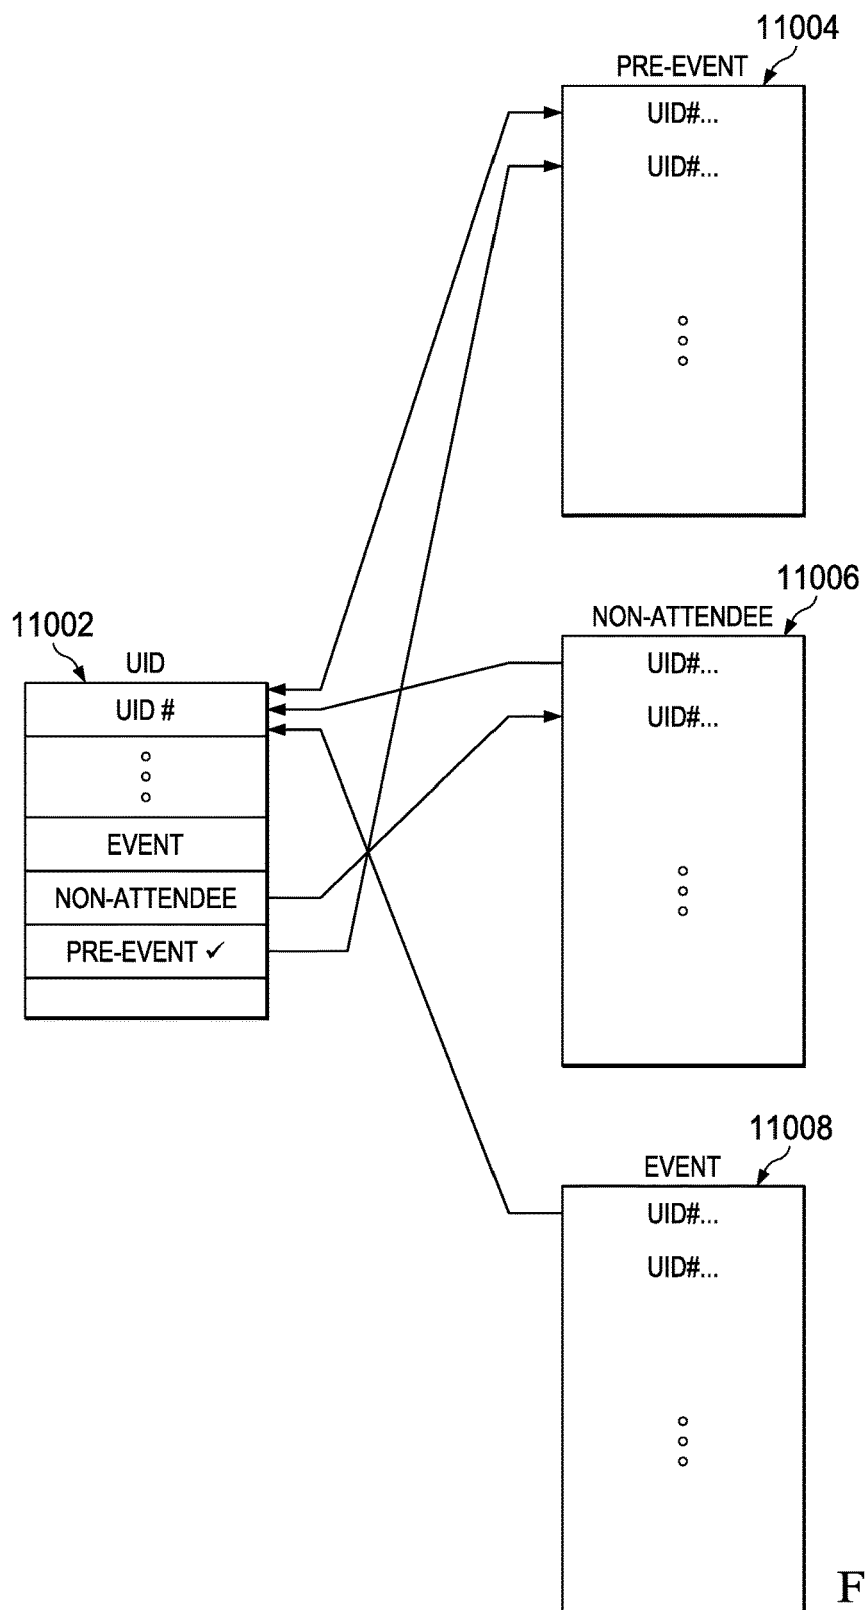 11004
PRE-EVENT
UID#...
UID#...
11006
NON-ATTENDEE
UID#...
UID#...
11002
UID
UID #
EVENT
NON-ATTENDEE
PRE-EVENT ✓
11008
EVENT
UID#...
UID#...
F